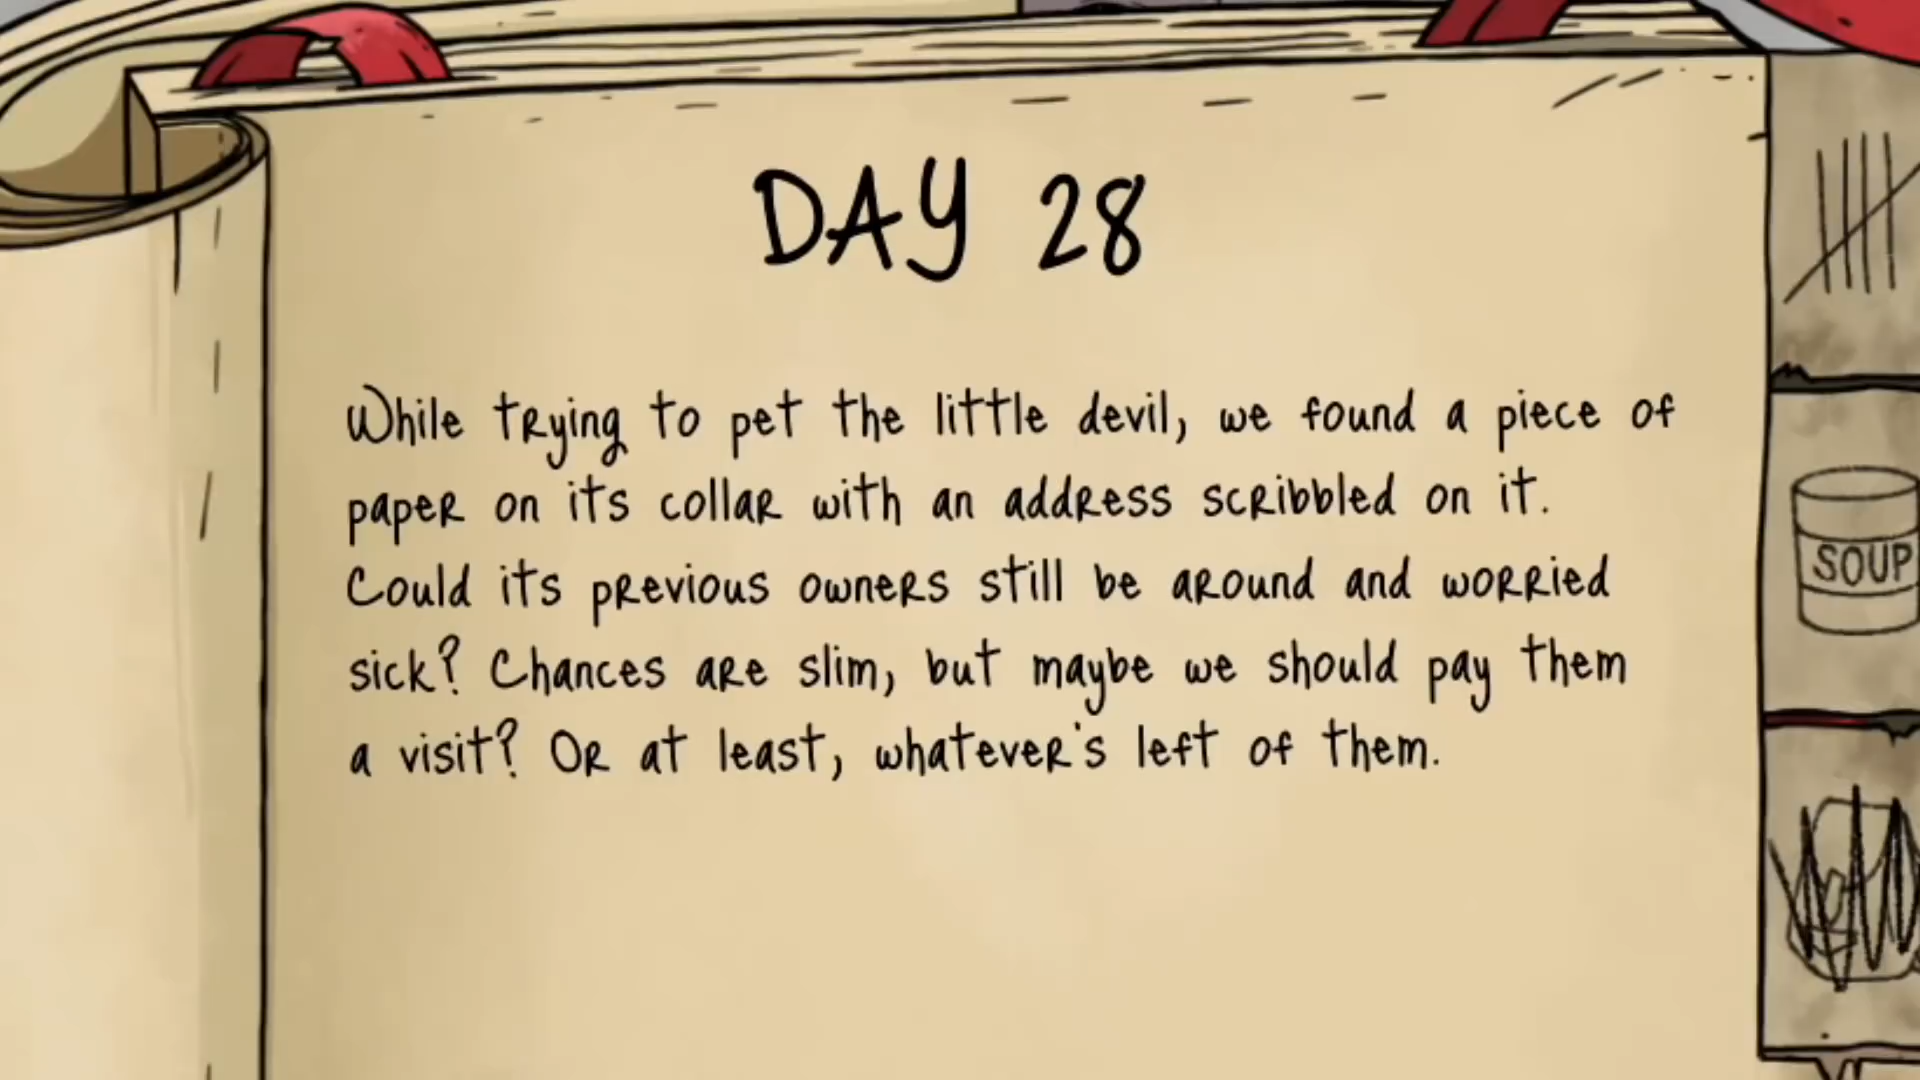 DAY 28
While trying to pet the little devil, we found a piece of
paper on its collar with an address scribbled on it.
Could its previous owners still be around and worried
sick? Chances are slim, but maybe we should pay them
a visit? Or at least, whatever's left of them.
SOUP